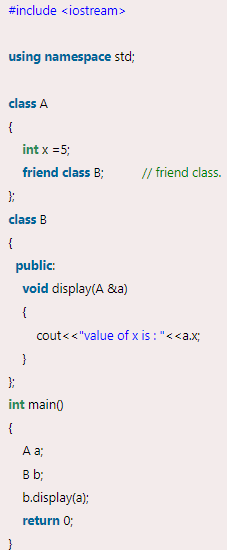 #include <iostream>
using namespace std;
class A
{
int x =5;
friend class B; // friend class.
};
class B
{
public:
void display(A &a)
{
cout<<"value of x is : "<<a.x;
}
};
int main()
{
A a;
B b;
b.display(a);
return 0;
}